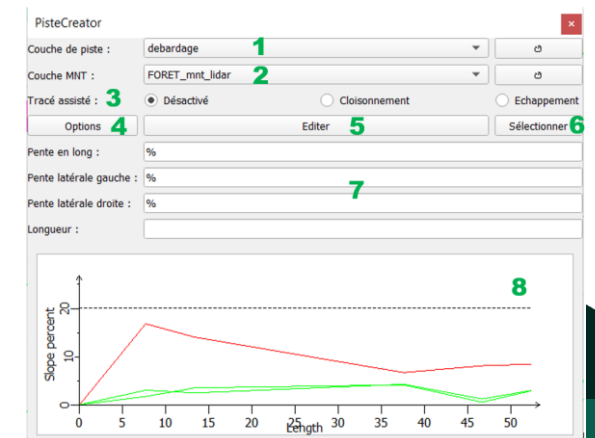 PisteCreator ×
Couche de piste : debardage 1
Couche MNT : FORET_mnt_lidar 2
Tracé assisté : 3 Désactivé Cloisonnement Echappement
Options 4 Editer 5 Sélectionner 6
Pente en long : %
Pente latérale gauche : % 7
Pente latérale droite : %
Longueur :
8
Slope percent
20
10
0
0 5 10 15 20 25 30 35 40 45 50
Length